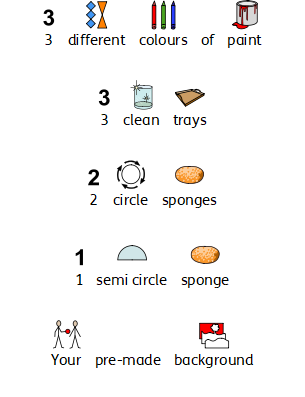 3
3 different colours of paint
3
3 clean trays
2
2 circle sponges
1
1 semi circle sponge
Your pre-made background